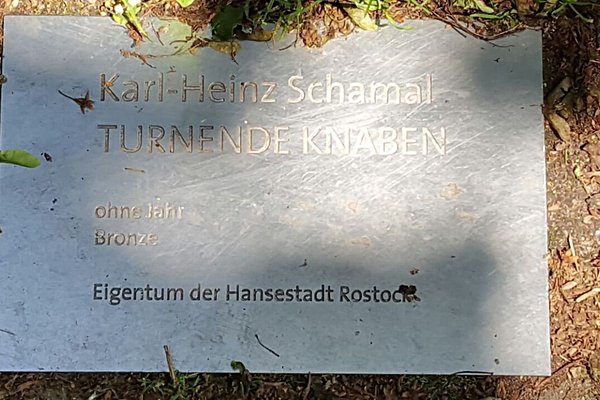 Karl-Heinz Schamal
TURNENDE KNABEN
ohne Jahr
Bronze
Eigentum der Hansestadt Rostock